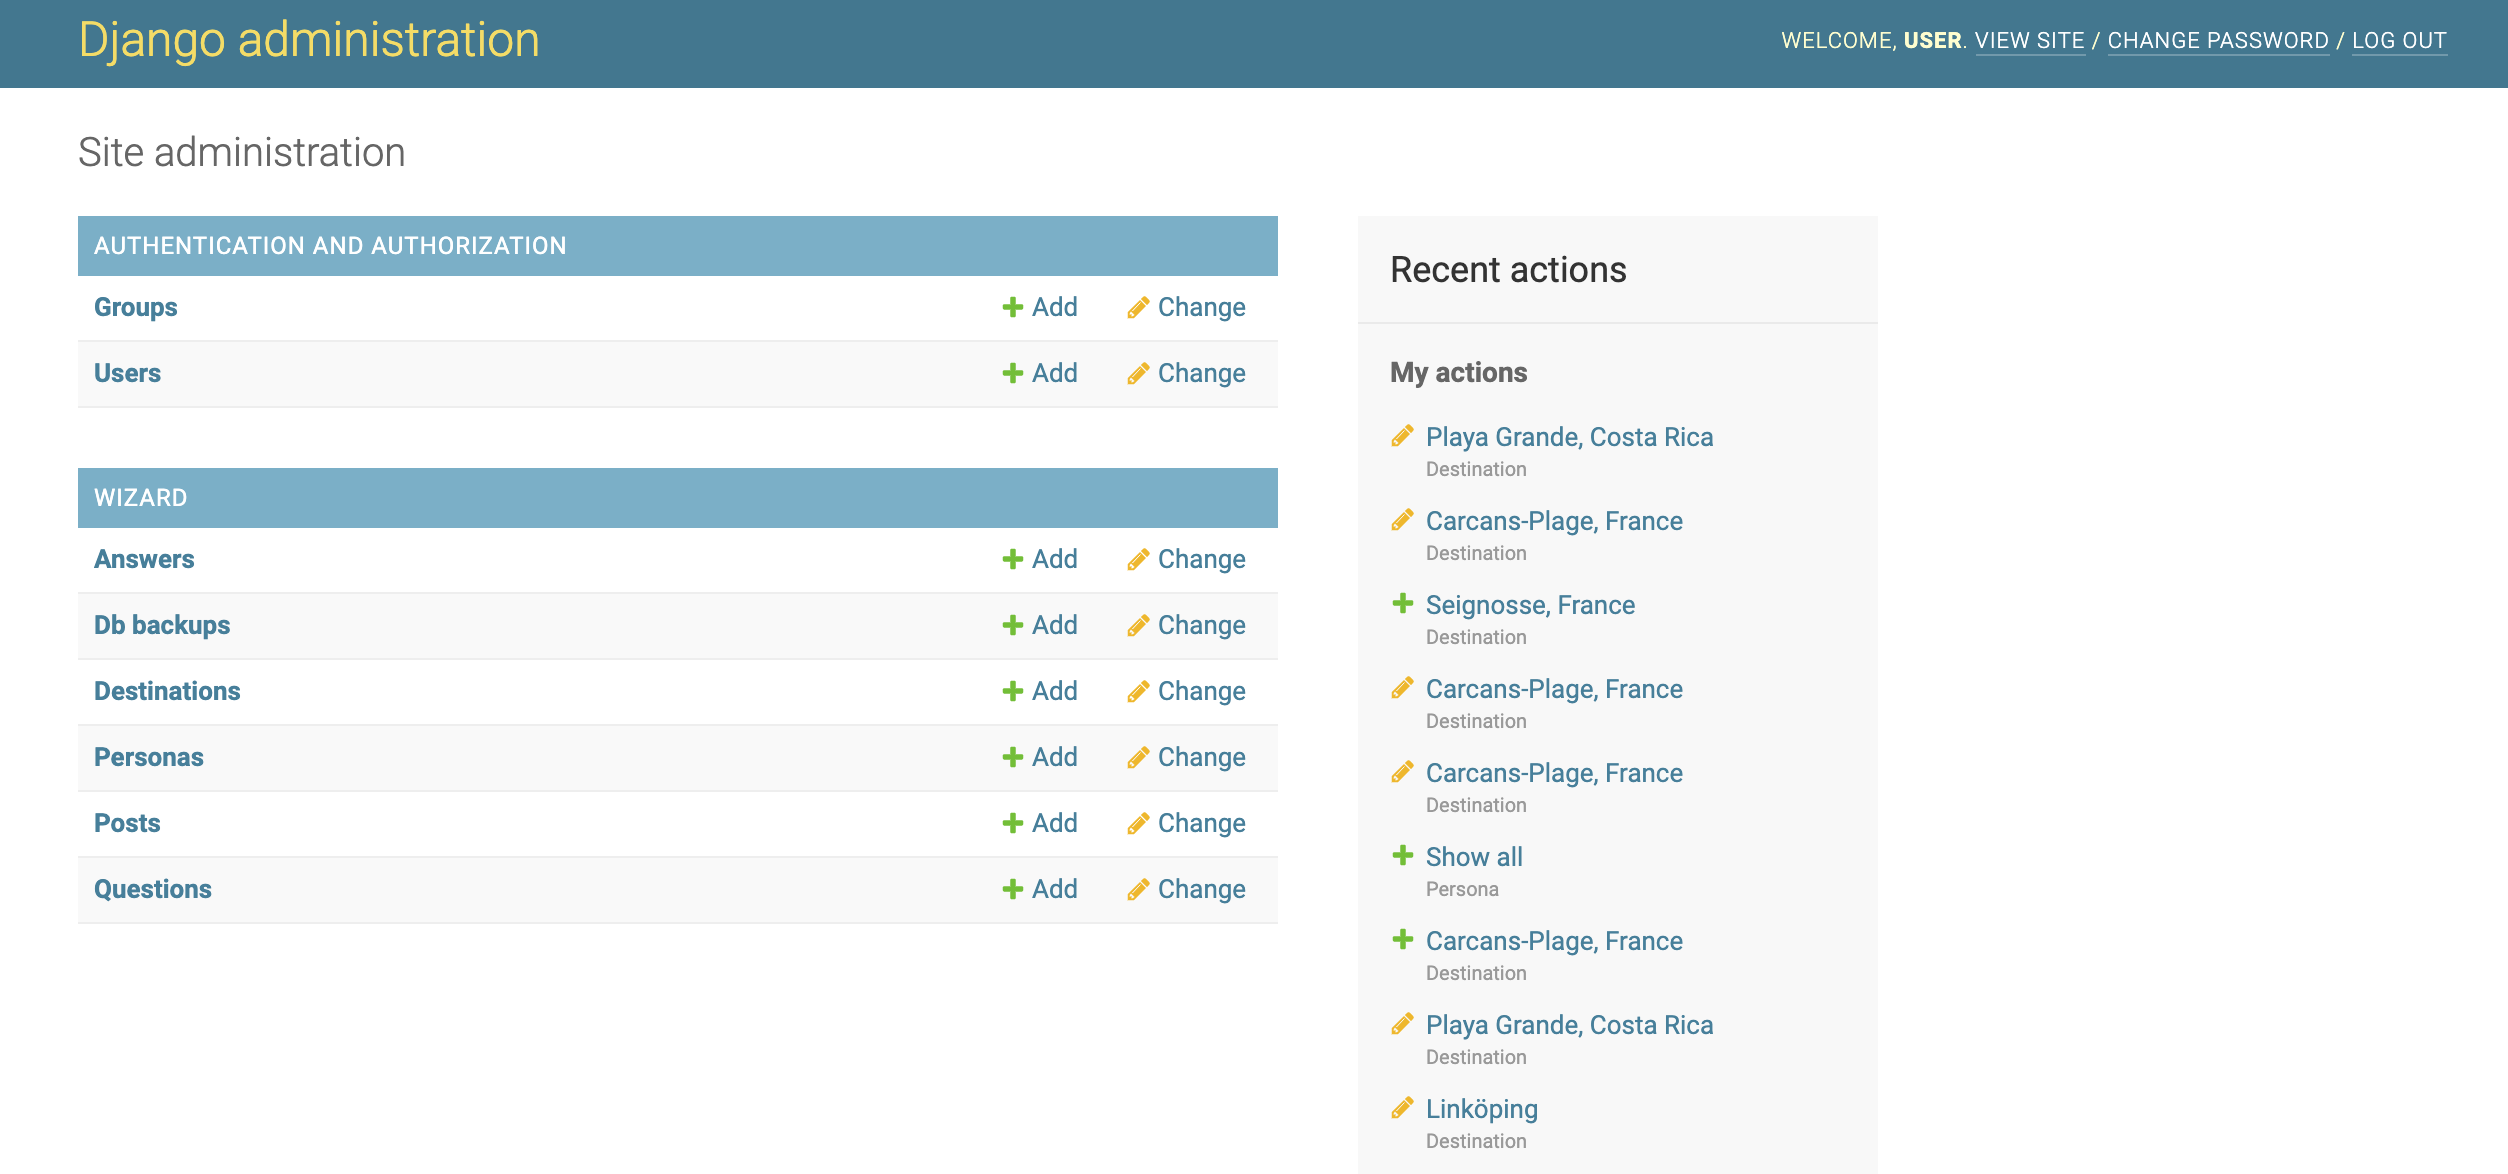 Django administration
WELCOME, USER. VIEW SITE / CHANGE PASSWORD / LOG OUT
Site administration
AUTHENTICATION AND AUTHORIZATION
Groups Add Change
Users Add Change
WIZARD
Answers Add Change
Db backups Add Change
Destinations Add Change
Personas Add Change
Posts Add Change
Questions Add Change
Recent actions
My actions
Playa Grande, Costa Rica
Destination
Carcans-Plage, France
Destination
Seignosse, France
Destination
Carcans-Plage, France
Destination
Carcans-Plage, France
Destination
Show all
Persona
Carcans-Plage, France
Destination
Playa Grande, Costa Rica
Destination
Linköping
Destination